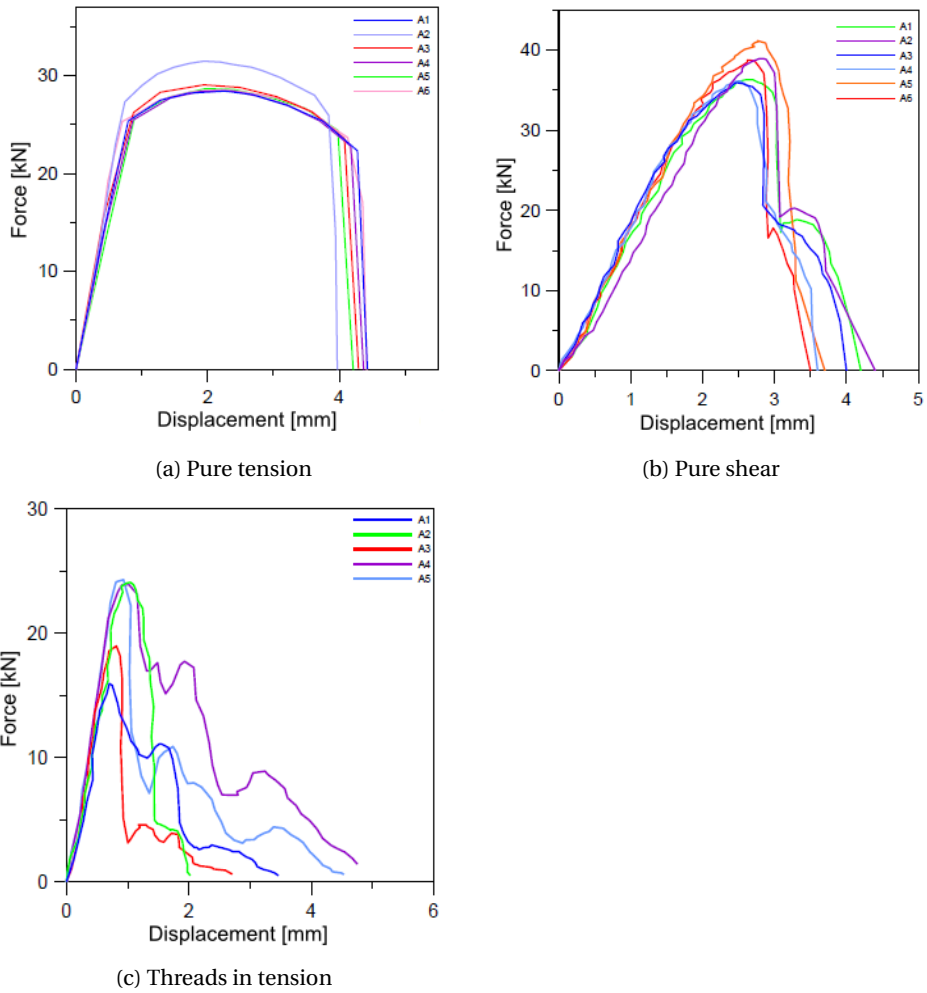 A1
A2
A3
A4
A5
A6
30
20
10
0
Force [kN]
0
2
4
Displacement [mm]
(a) Pure tension
A1
A2
A3
A4
A5
A6
40
30
20
10
0
Force [kN]
0
1
2
3
4
5
Displacement [mm]
(b) Pure shear
A1
A2
A3
A4
A5
30
20
10
0
Force [kN]
0
2
4
6
Displacement [mm]
(c) Threads in tension